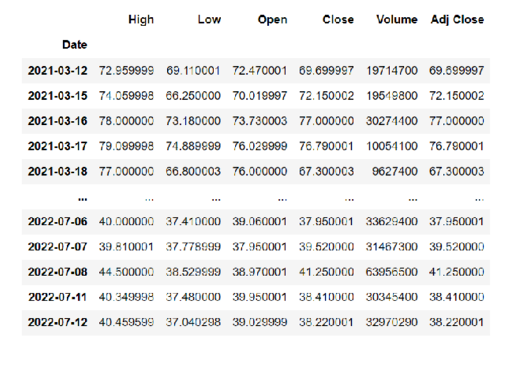 High Low Open Close Volume Adj Close
Date
2021-03-12 72.959999 69.110001 72.470001 69.699997 19714700 69.699997
2021-03-15 74.059998 66.250000 70.019997 72.150002 19549800 72.150002
2021-03-16 78.000000 73.180000 73.730003 77.000000 30274400 77.000000
2021-03-17 79.099998 74.889999 76.029999 76.790001 10054100 76.790001
2021-03-18 77.000000 66.800003 76.000000 67.300003 9627400 67.300003
... ... ... ... ... ... ...
2022-07-06 40.000000 37.410000 39.060001 37.950001 33629400 37.950001
2022-07-07 39.810001 37.778999 37.950001 39.520000 31467300 39.520000
2022-07-08 44.500000 38.529999 38.970001 41.250000 63956500 41.250000
2022-07-11 40.349998 37.480000 39.950001 38.410000 30345400 38.410000
2022-07-12 40.459599 37.040298 39.029999 38.220001 32970290 38.220001